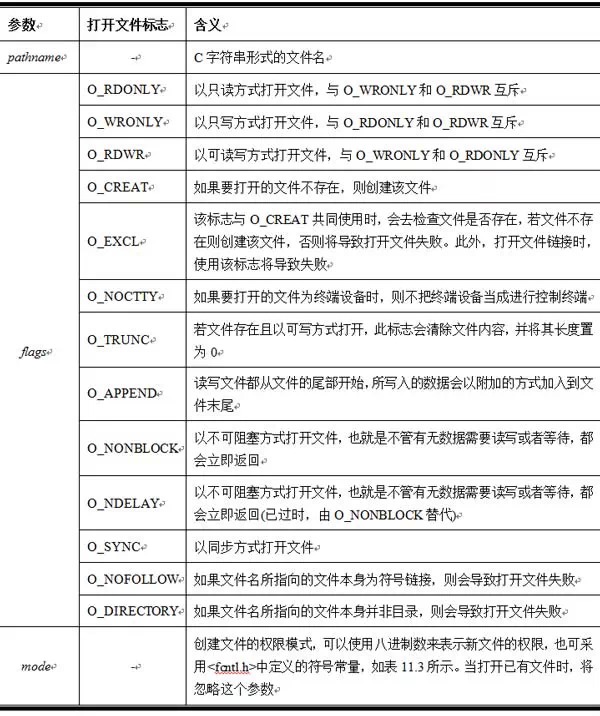 参数 打开文件标志 含义
pathname - C 字符串形式的文件名
O_RDONLY 以只读方式打开文件，与 O_WRONLY 和 O_RDWR 互斥
O_WRONLY 以只写方式打开文件，与 O_RDONLY 和 O_RDWR 互斥
O_RDWR 以可读写方式打开文件，与 O_WRONLY 和 O_RDONLY 互斥
O_CREAT 如果要打开的文件不存在，则创建该文件
该标志与 O_CREAT 共同使用时，会去检查文件是否存在，若文件不存
O_EXCL 在则创建该文件，否则将导致打开文件失败。此外，打开文件链接时，
使用该标志将导致失败
O_NOCTTY 如果要打开的文件为终端设备时，则不把终端设备当成进行控制终端
flags
O_TRUNC 若文件存在且以可写方式打开，此标志会清除文件内容，并将其长度置
为 0
O_APPEND 读写文件都从文件的尾部开始，所写入的数据会以附加的方式加入到文
件末尾
O_NONBLOCK 以不可阻塞方式打开文件，也就是不管有无数据需要读写或者等待，都
会立即返回
O_NDELAY 以不可阻塞方式打开文件，也就是不管有无数据需要读写或者等待，都
会立即返回(已过时，由 O_NONBLOCK 替代)
O_SYNC 以同步方式打开文件
O_NOFOLLOW 如果文件名所指向的文件本身为符号链接，则会导致打开文件失败
O_DIRECTORY 如果文件名所指向的文件本身并非目录，则会导致打开文件失败
创建文件的权限模式，可以使用八进制数来表示新文件的权限，也可采
mode - 用<fcntl.h>中定义的符号常量，如表 11.3 所示。当打开已有文件时，将
忽略这个参数